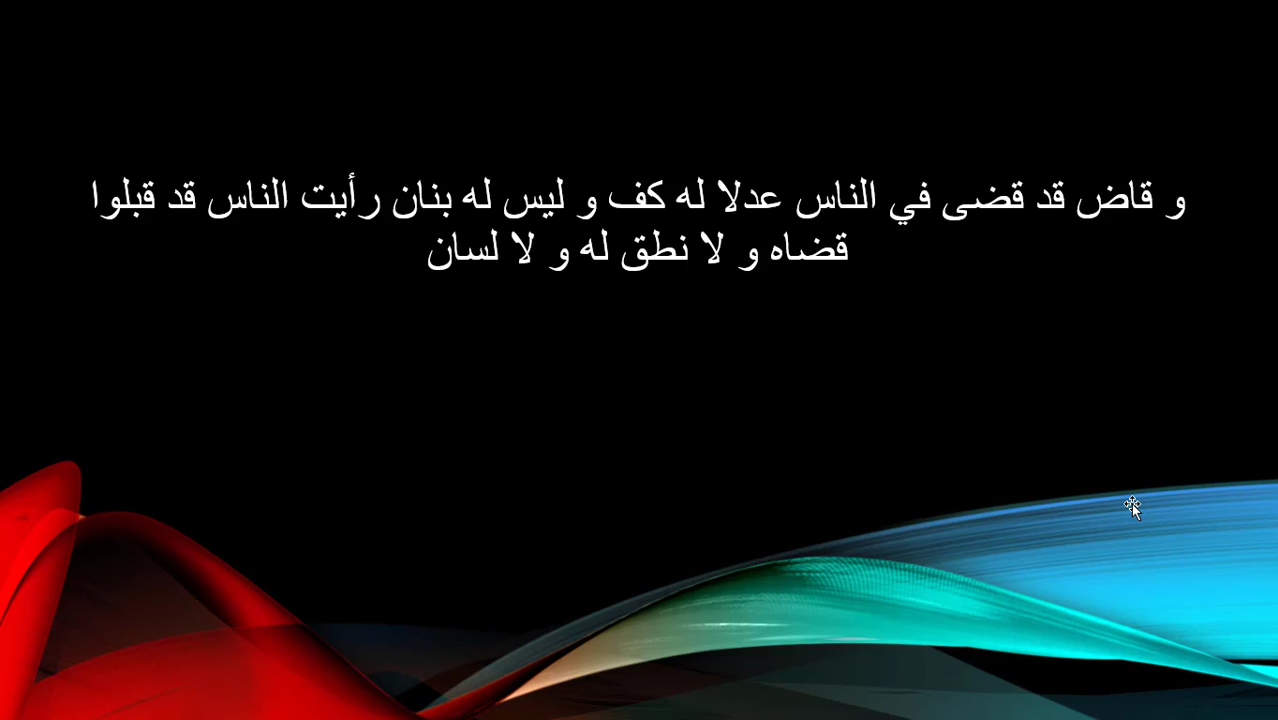 و قاض قد قضى في الناس عدلا له كف و ليس له بنان رأيت الناس قد قبلوا
قضاه و لا نطق له و لا لسان